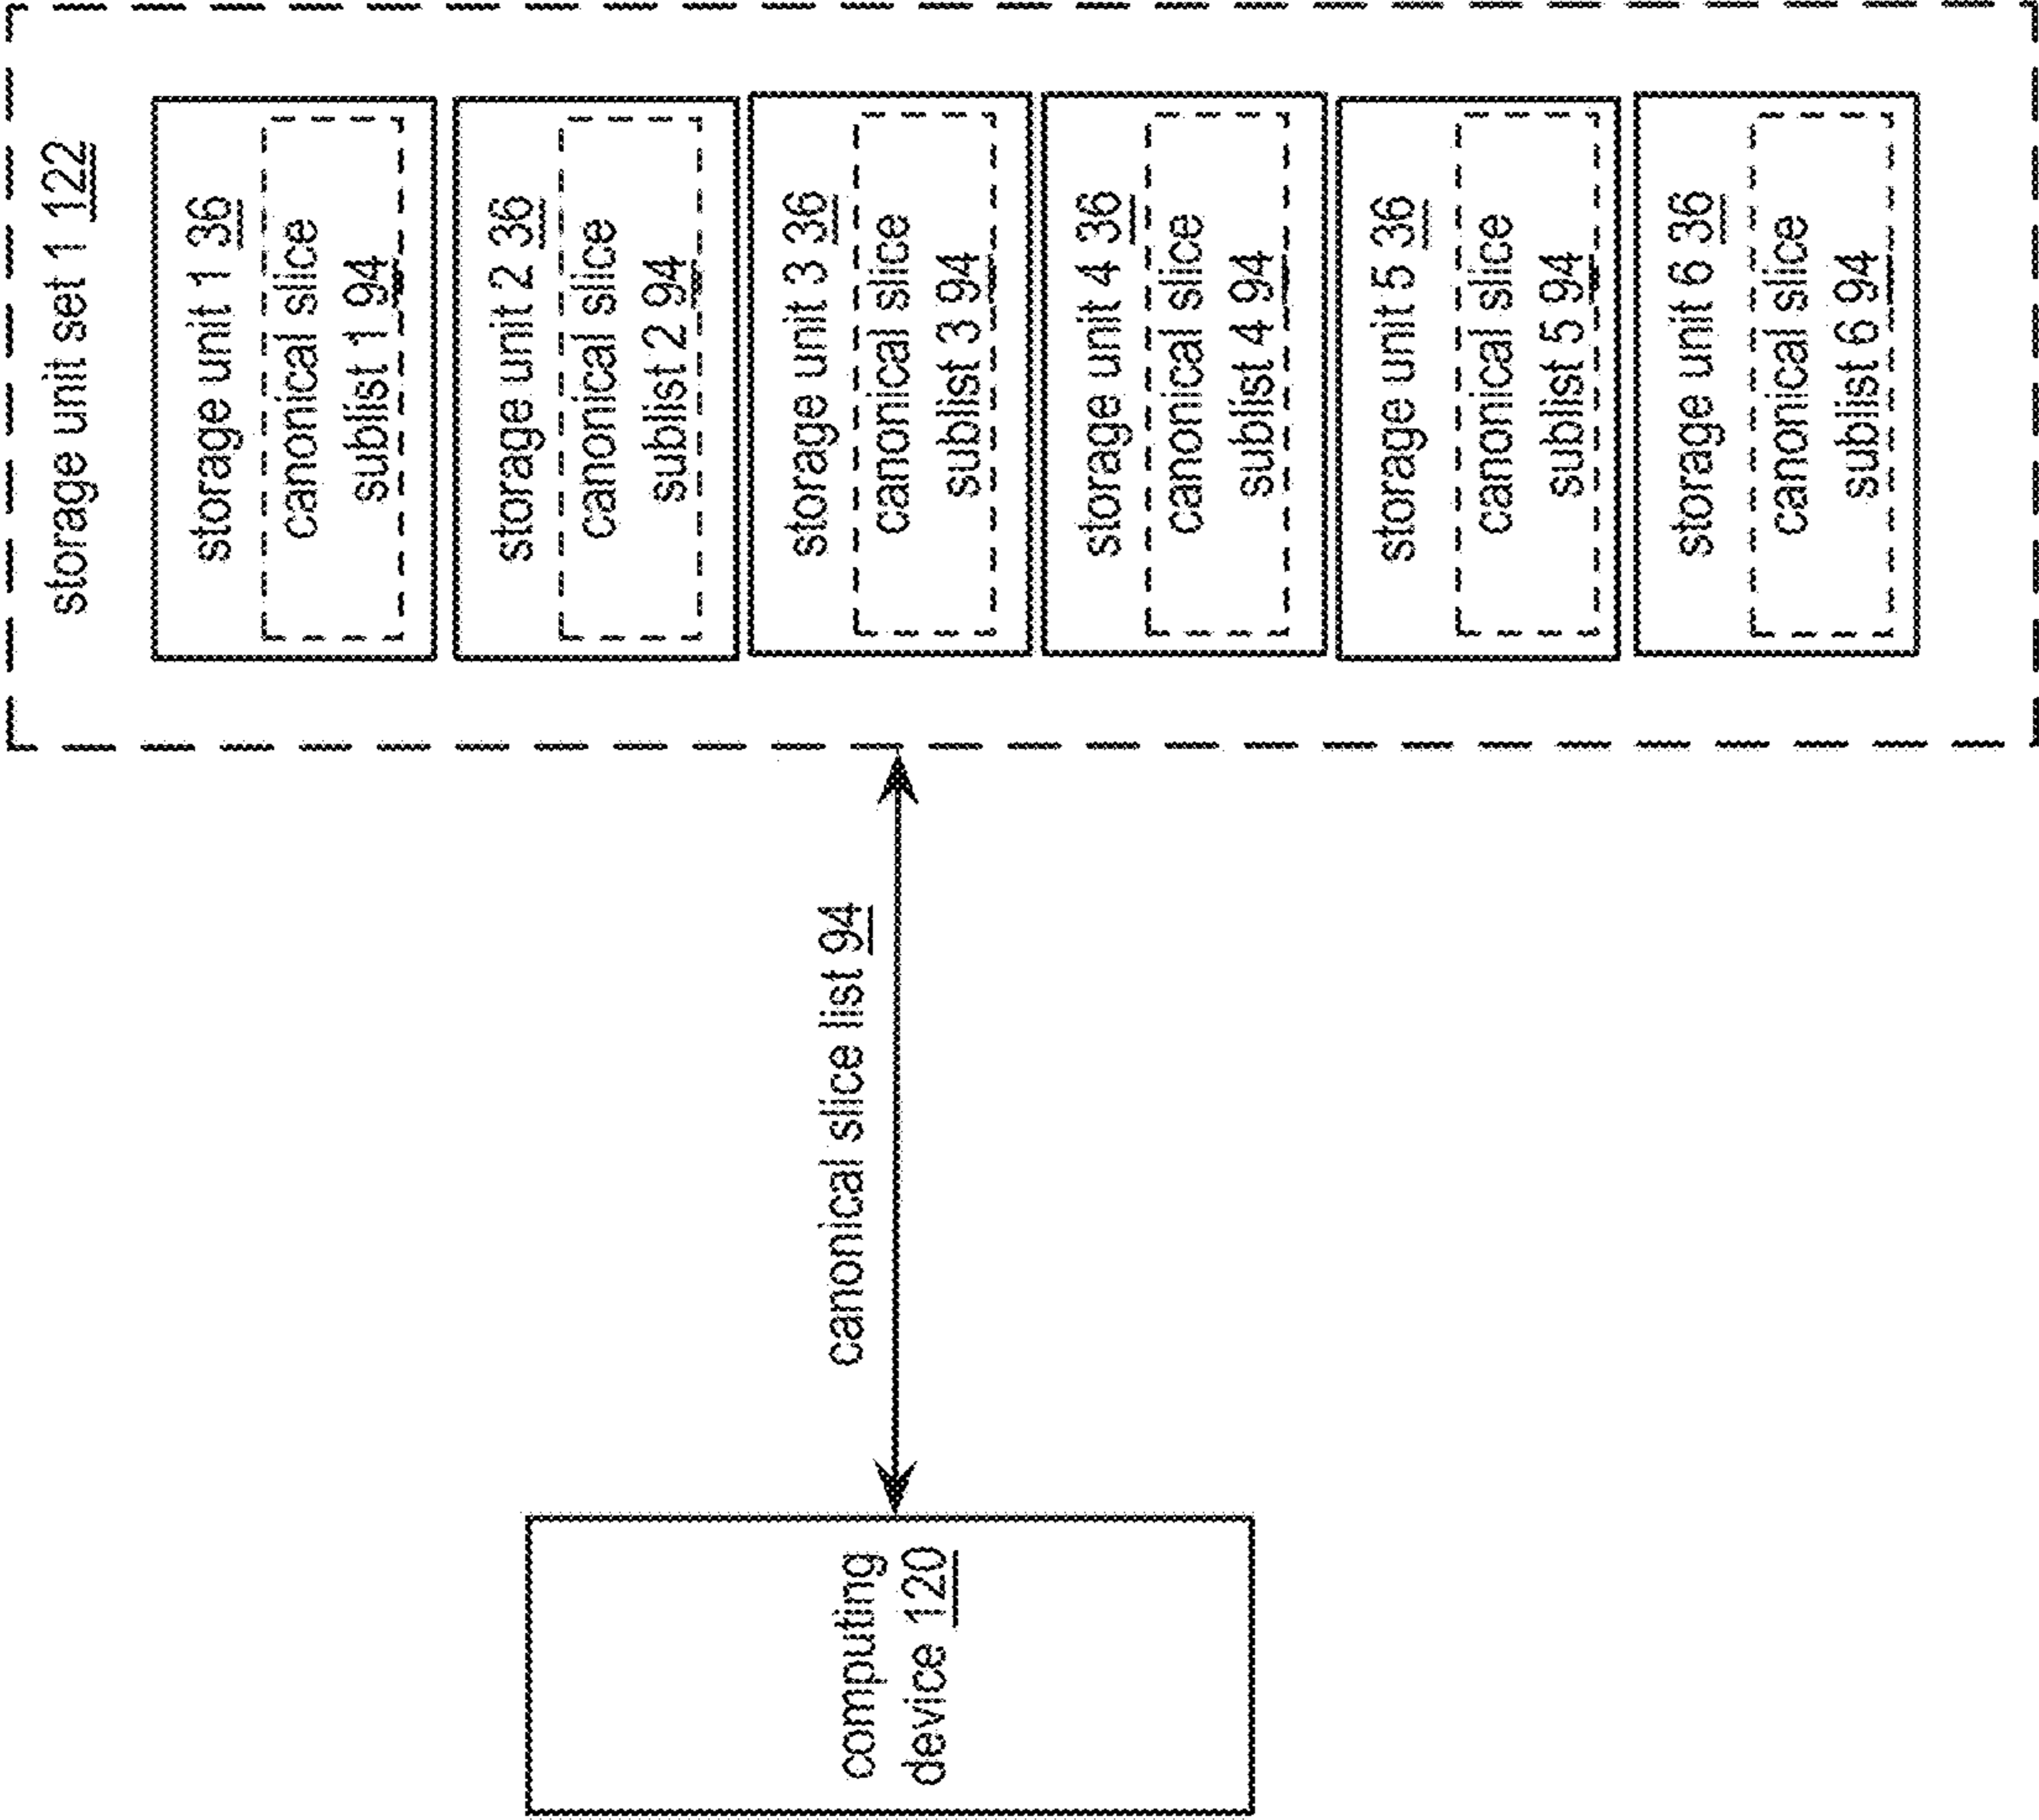 storage unit set 1 122
storage unit 1 36
canonical slice
sublist 1 94
storage unit 2 36
canonical slice
sublist 2 94
storage unit 3 36
canonical slice
sublist 3 94
storage unit 4 36
canonical slice
sublist 4 94
storage unit 5 36
canonical slice
sublist 5 94
storage unit 6 36
canonical slice
sublist 6 94
canonical slice list 94
computing
device 120